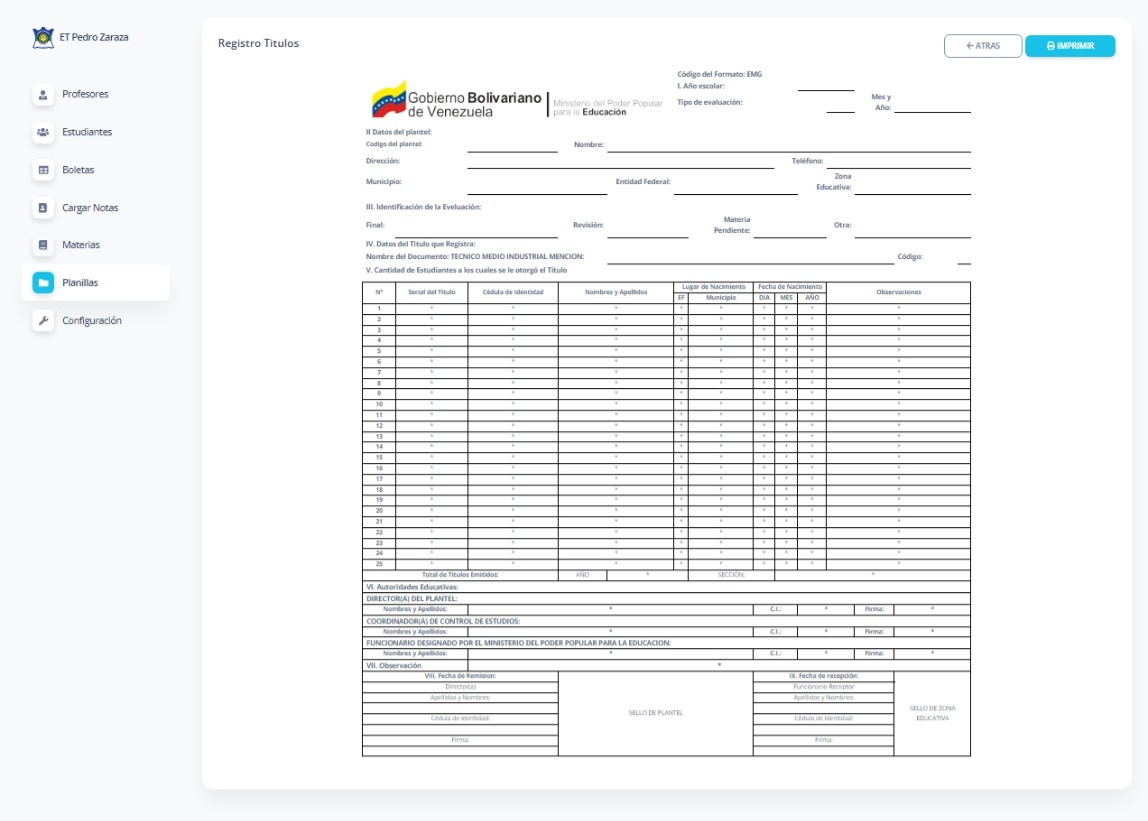 ET Pedro Zaraza
Profesores
Estudiantes
Boletas
Cargar Notas
Materias
Planillas
Configuración
Registro Titulos
ATRAS
IMPRIMIR
Gobierno Bolivariano
de Venezuela
Ministerio del Poder Popular
para la Educación
Código del Formato: EMG
I. Año escolar:
Tipo de evaluación:
Mes y
Año:
II Datos del plantel:
Codigo del plantel:
Nombre:
Dirección:
Teléfono:
Municipio:
Entidad Federal:
Zona
Educativa:
III. Identificación de la Eveluación:
Final:
Revisión:
Materia
Pendiente:
Otra:
IV. Datos del Titulo que Registra:
Nombre del Documento: TECNICO MEDIO INDUSTRIAL MENCION:
Código:
V. Cantidad de Estudiantes a los cuales se le otorgó el Titulo
N° Serial del Titulo Cédula de Identidad Nombres y Apellidos Lugar de Nacimiento Fecha de Nacimiento Observaciones
EF Municipio DIA MES AÑO
1 * * * * * * * * *
2 * * * * * * * * *
3 * * * * * * * * *
4 * * * * * * * * *
5 * * * * * * * * *
6 * * * * * * * * *
7 * * * * * * * * *
8 * * * * * * * * *
9 * * * * * * * * *
10 * * * * * * * * *
11 * * * * * * * * *
12 * * * * * * * * *
13 * * * * * * * * *
14 * * * * * * * * *
15 * * * * * * * * *
16 * * * * * * * * *
17 * * * * * * * * *
18 * * * * * * * * *
19 * * * * * * * * *
20 * * * * * * * * *
21 * * * * * * * * *
22 * * * * * * * * *
23 * * * * * * * * *
24 * * * * * * * * *
25 * * * * * * * * *
Total de Titulos Emitidos: AÑO * SECCIÓN: *
VI. Autoridades Educativas:
DIRECTOR(A) DEL PLANTEL:
Nombres y Apellidos: * C.I.: * Firma: *
COORDINADOR(A) DE CONTROL DE ESTUDIOS:
Nombres y Apellidos: * C.I.: * Firma: *
FUNCIONARIO DESIGNADO POR EL MINISTERIO DEL PODER POPULAR PARA LA EDUCACION:
Nombres y Apellidos: * C.I.: * Firma: *
VII. Observación *
VIII. Fecha de Remision:
Director(a)
Apellidos y Nombres:
Cédula de Identidad:
Firma:
SELLO DE PLANTEL
IX. Fecha de recepción:
Funcionario Receptor
Apellidos y Nombres:
Cédula de Identidad:
Firma:
SELLO DE ZONA
EDUCATIVA